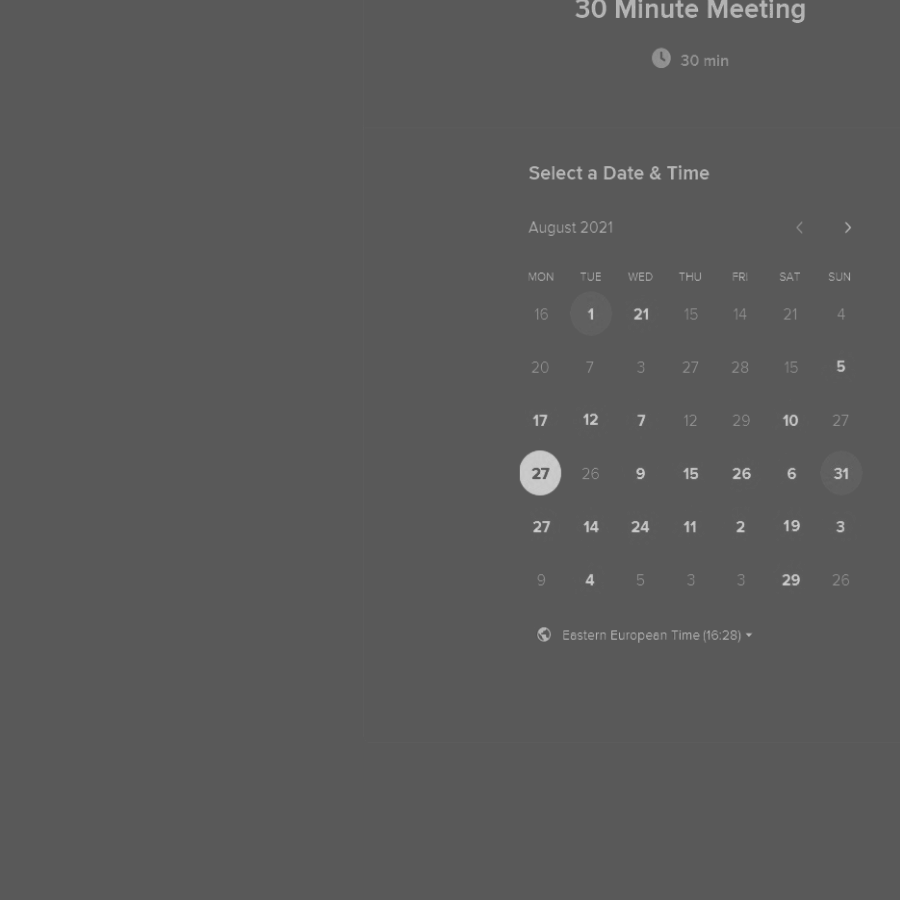 30 Minute Meeting
30 min
Select a Date & Time
August 2021
MON TUE WED THU FRI SAT SUN
16 1 21 15 14 21 4
20 7 3 27 28 15 5
17 12 7 12 29 10 27
27 26 9 15 26 6 31
27 14 24 11 2 19 3
9 4 5 3 3 29 26
Eastern European Time (16:28)